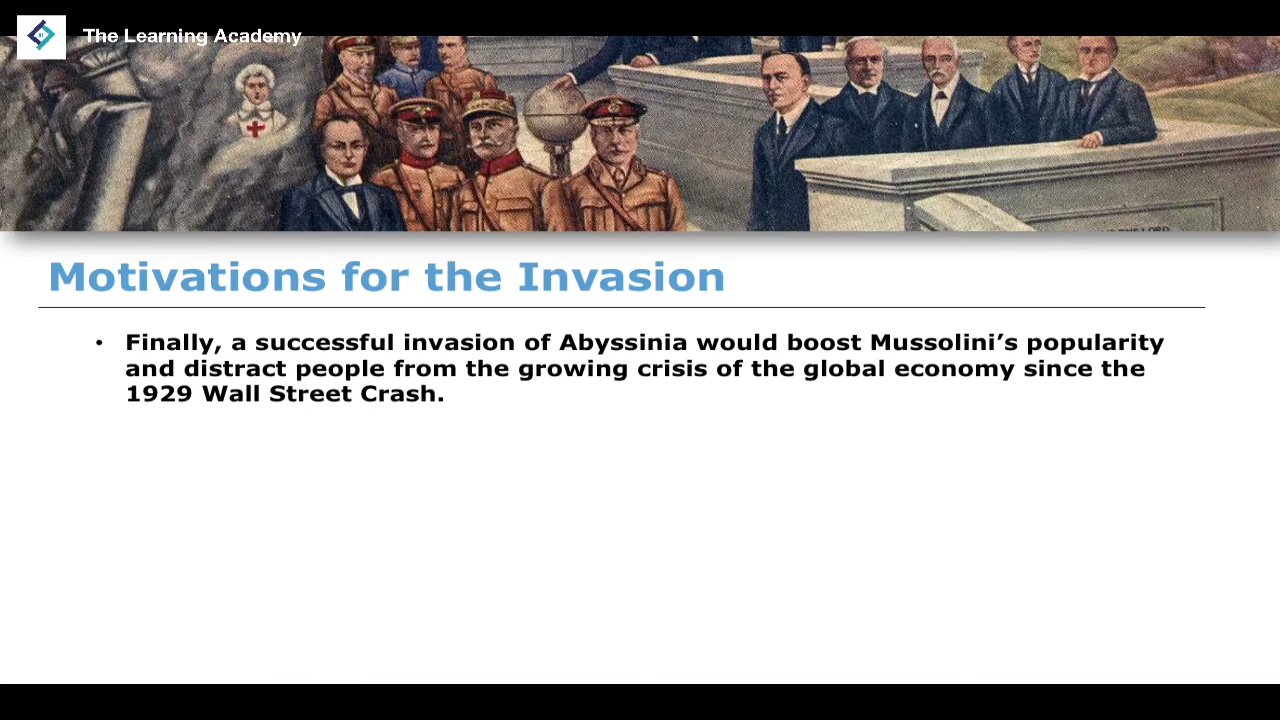 The Learning Academy
Motivations for the Invasion
• Finally, a successful invasion of Abyssinia would boost Mussolini’s popularity
and distract people from the growing crisis of the global economy since the
1929 Wall Street Crash.